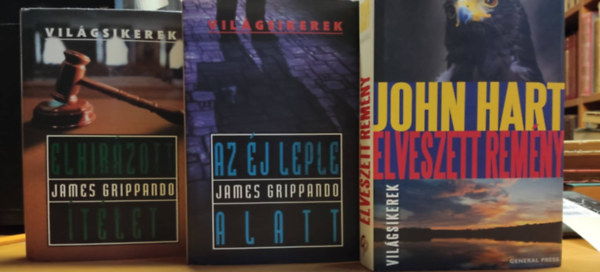 VILÁGSIKEREK
ELHIBÁZOTT
JAMES GRIPPANDO
ÍTÉLET
VILÁGSIKEREK
AZ ÉJ LEPLE
JAMES GRIPPANDO
ALATT
ELVESZETT REMÉNY
VILÁGSIKEREK
JOHN HART
ELVESZETT REMÉNY
GENERAL PRESS